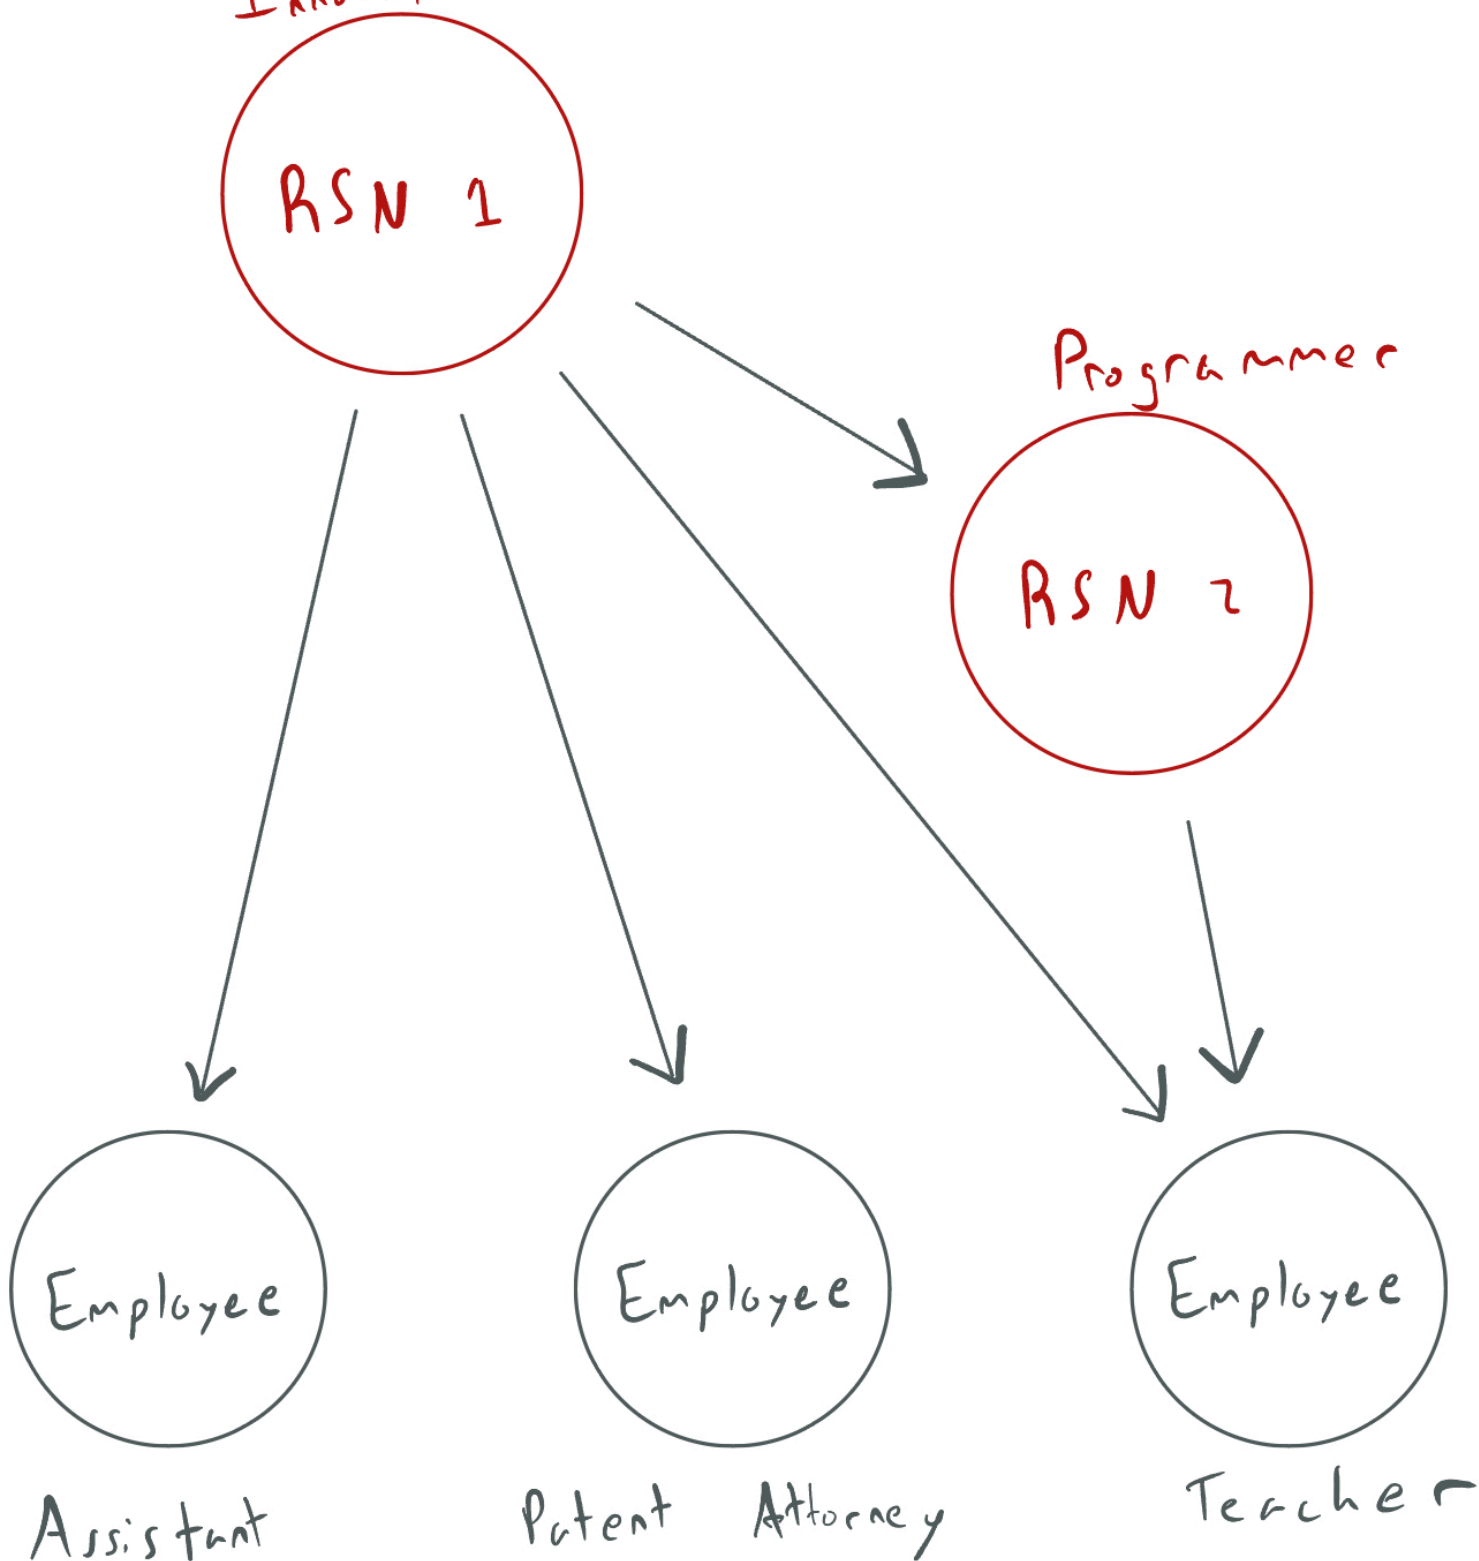 RSN 1
Programmer
RSN 2
Employee
Employee
Employee
Assistant
Patent Attorney
Teacher